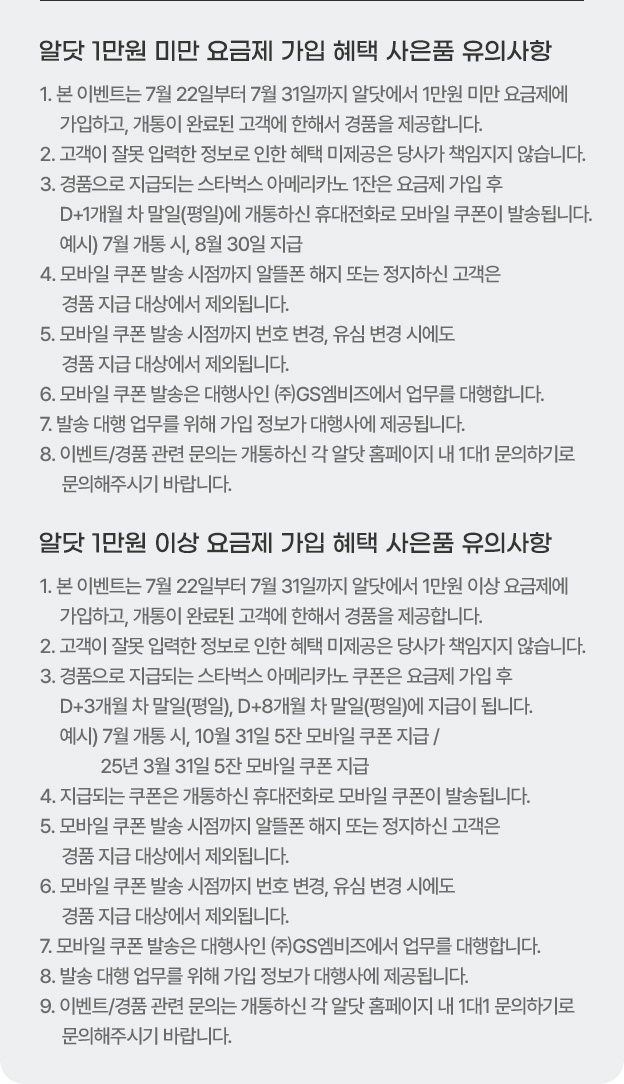 알닷 1만원 미만 요금제 가입 혜택 사은품 유의사항
1. 본 이벤트는 7월 22일부터 7월 31일까지 알닷에서 1만원 미만 요금제에
가입하고, 개통이 완료된 고객에 한해서 경품을 제공합니다.
2. 고객이 잘못 입력한 정보로 인한 혜택 미제공은 당사가 책임지지 않습니다.
3. 경품으로 지급되는 스타벅스 아메리카노 1잔은 요금제 가입 후
D+1개월 차 말일(평일)에 개통하신 휴대전화로 모바일 쿠폰이 발송됩니다.
예시) 7월 개통 시, 8월 30일 지급
4. 모바일 쿠폰 발송 시점까지 알뜰폰 해지 또는 정지하신 고객은
경품 지급 대상에서 제외됩니다.
5. 모바일 쿠폰 발송 시점까지 번호 변경, 유심 변경 시에도
경품 지급 대상에서 제외됩니다.
6. 모바일 쿠폰 발송은 대행사인 ㈜GS엠비즈에서 업무를 대행합니다.
7. 발송 대행 업무를 위해 가입 정보가 대행사에 제공됩니다.
8. 이벤트/경품 관련 문의는 개통하신 각 알닷 홈페이지 내 1대1 문의하기로
문의해주시기 바랍니다.
알닷 1만원 이상 요금제 가입 혜택 사은품 유의사항
1. 본 이벤트는 7월 22일부터 7월 31일까지 알닷에서 1만원 이상 요금제에
가입하고, 개통이 완료된 고객에 한해서 경품을 제공합니다.
2. 고객이 잘못 입력한 정보로 인한 혜택 미제공은 당사가 책임지지 않습니다.
3. 경품으로 지급되는 스타벅스 아메리카노 쿠폰은 요금제 가입 후
D+3개월 차 말일(평일), D+8개월 차 말일(평일)에 지급이 됩니다.
예시) 7월 개통 시, 10월 31일 5잔 모바일 쿠폰 지급 /
25년 3월 31일 5잔 모바일 쿠폰 지급
4. 지급되는 쿠폰은 개통하신 휴대전화로 모바일 쿠폰이 발송됩니다.
5. 모바일 쿠폰 발송 시점까지 알뜰폰 해지 또는 정지하신 고객은
경품 지급 대상에서 제외됩니다.
6. 모바일 쿠폰 발송 시점까지 번호 변경, 유심 변경 시에도
경품 지급 대상에서 제외됩니다.
7. 모바일 쿠폰 발송은 대행사인 ㈜GS엠비즈에서 업무를 대행합니다.
8. 발송 대행 업무를 위해 가입 정보가 대행사에 제공됩니다.
9. 이벤트/경품 관련 문의는 개통하신 각 알닷 홈페이지 내 1대1 문의하기로
문의해주시기 바랍니다.